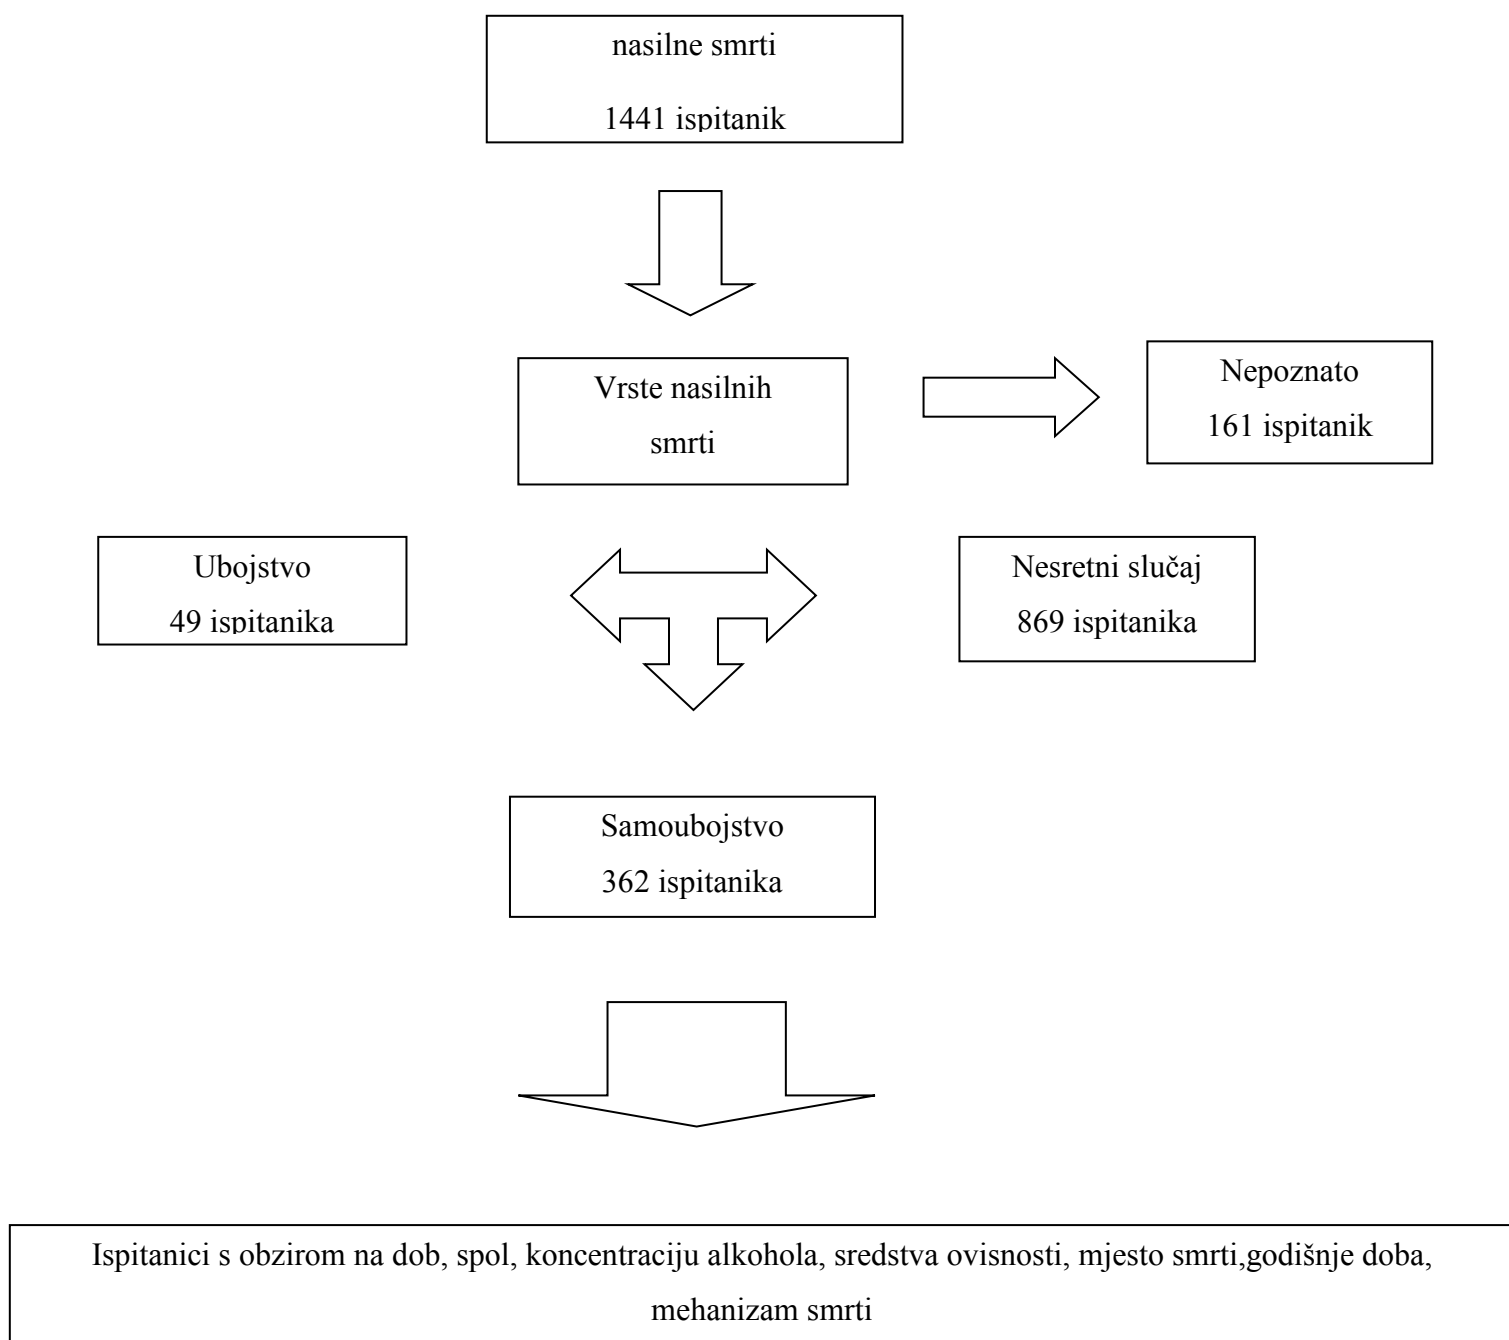 nasilne smrti
1441 ispitanik
Vrste nasilnih
smrti
Nepoznato
161 ispitanik
Ubojstvo
49 ispitanika
Nesretni slučaj
869 ispitanika
Samoubojstvo
362 ispitanika
Ispitanici s obzirom na dob, spol, koncentraciju alkohola, sredstva ovisnosti, mjesto smrti,godišnje doba,
mehanizam smrti